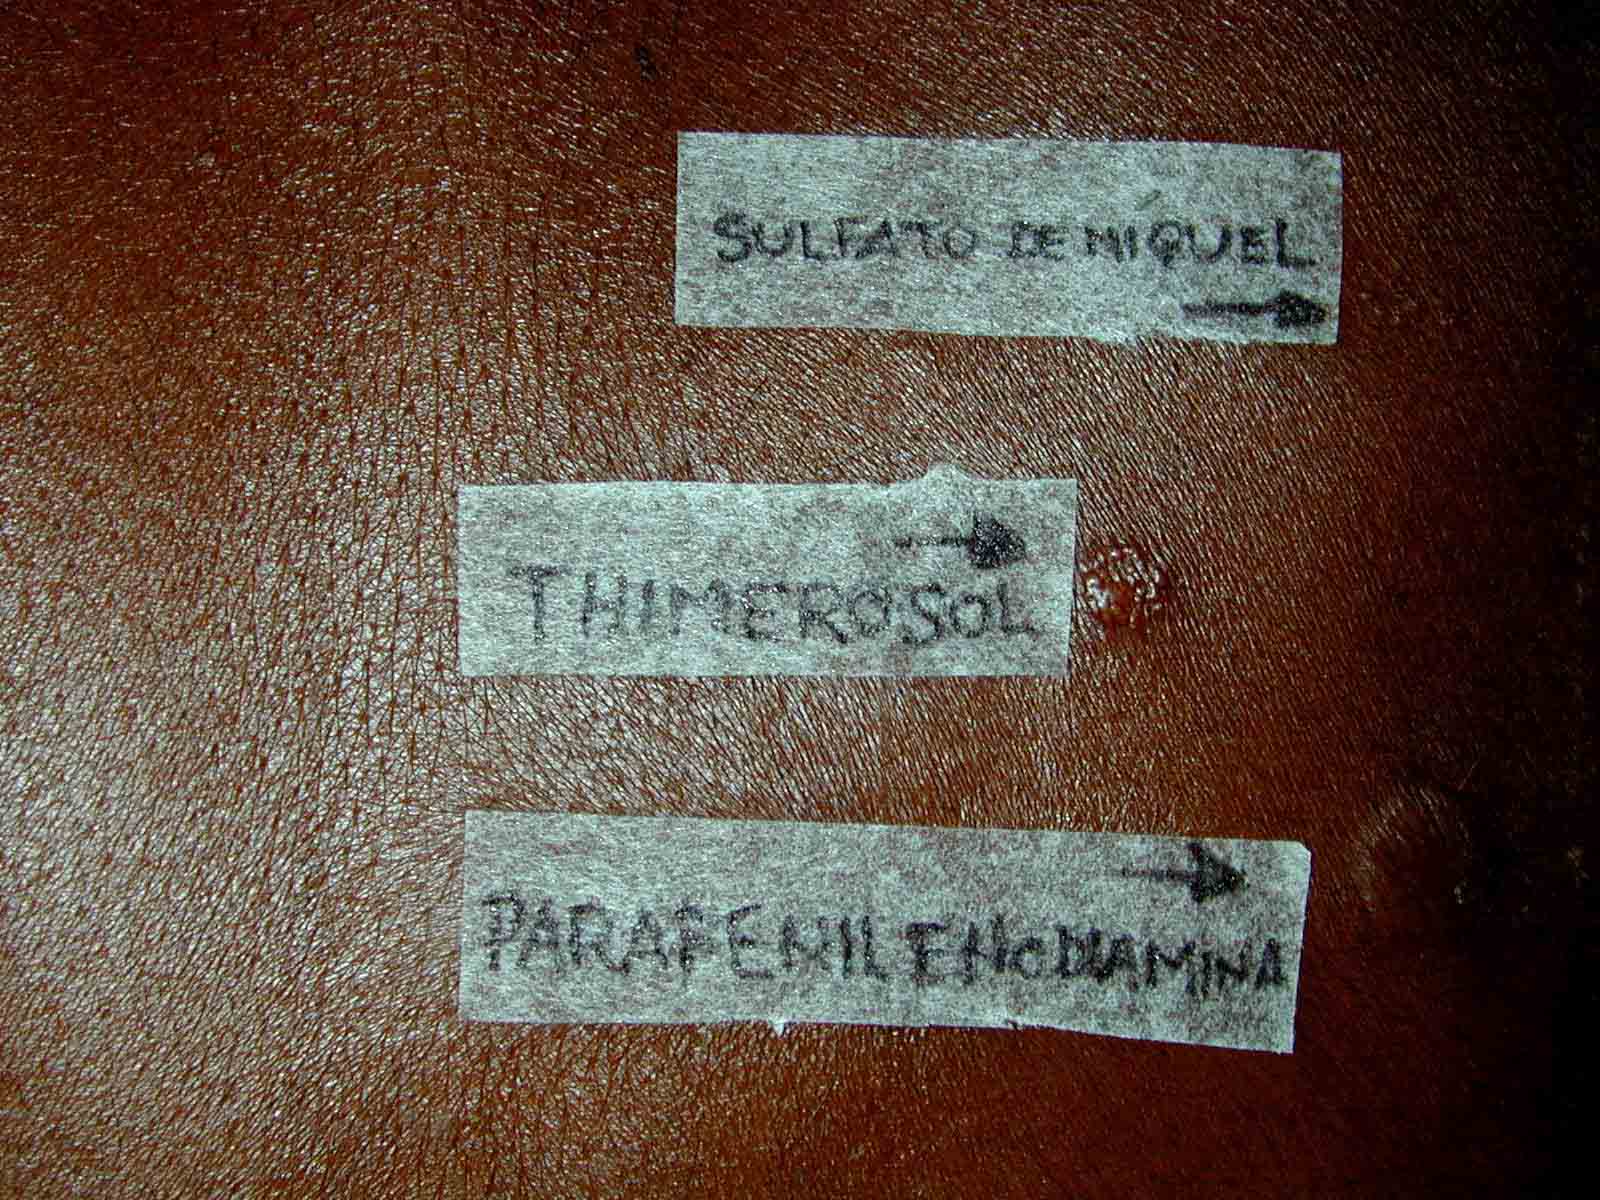 SULFATO DE NIQUEL
THIMEROSOL
PARAFENILENODIAMINA